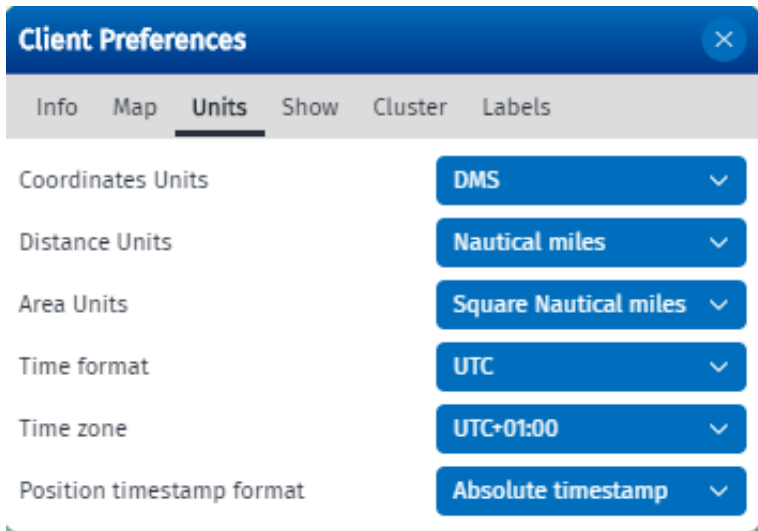 Client Preferences
Info Map Units Show Cluster Labels
Coordinates Units DMS
Distance Units Nautical miles
Area Units Square Nautical miles
Time format UTC
Time zone UTC+01:00
Position timestamp format Absolute timestamp